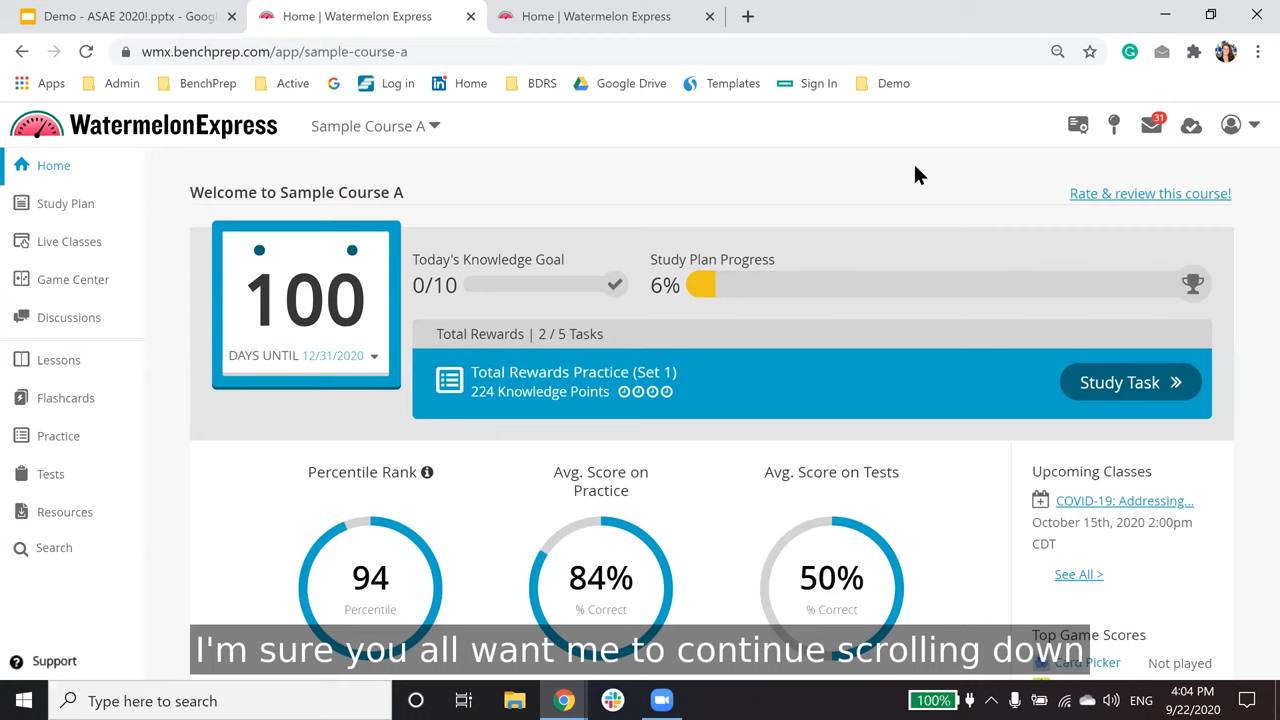 Demo - ASAE 2020!.pptx - Goog
Home | Watermelon Express
Home | Watermelon Express
wmx.benchprep.com/app/sample-course-a
Apps
Admin
BenchPrep
Active
Log in
Home
BDRS
Google Drive
Templates
Sign In
Demo
WatermelonExpress
Sample Course A
31
Home
Study Plan
Live Classes
Game Center
Discussions
Lessons
Flashcards
Practice
Tests
Resources
Search
Support
Welcome to Sample Course A
Rate & review this course!
100
DAYS UNTIL 12/31/2020
Today's Knowledge Goal
0/10
Study Plan Progress
6%
Total Rewards | 2 / 5 Tasks
Total Rewards Practice (Set 1)
224 Knowledge Points
Study Task
Percentile Rank
94
Percentile
Avg. Score on
Practice
84%
% Correct
Avg. Score on Tests
50%
% Correct
Upcoming Classes
COVID-19: Addressing...
October 15th, 2020 2:00pm
CDT
See All >
Top Game Scores
Card Picker
Not played
I'm sure you all want me to continue scrolling down
Type here to search
100%
ENG
4:04 PM
9/22/2020